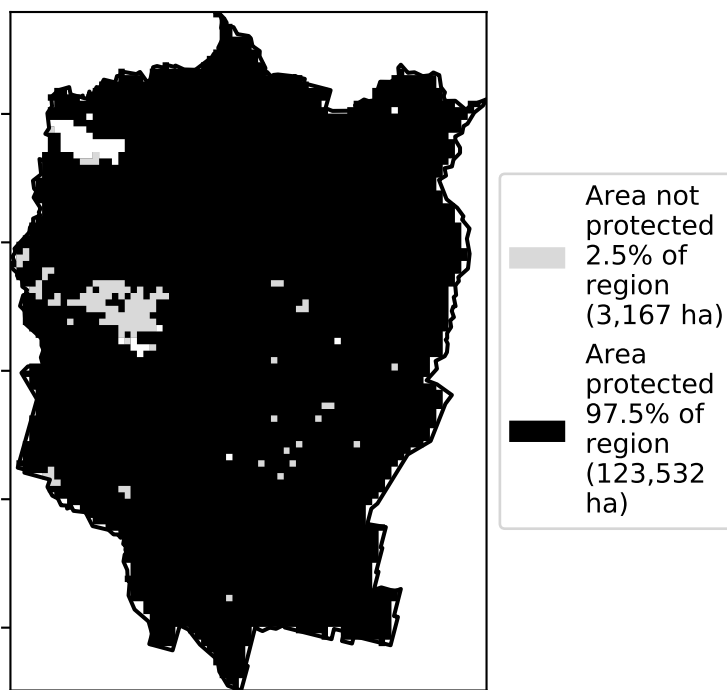 Area not
protected
2.5% of
region
(3,167 ha)
Area
protected
97.5% of
region
(123,532
ha)